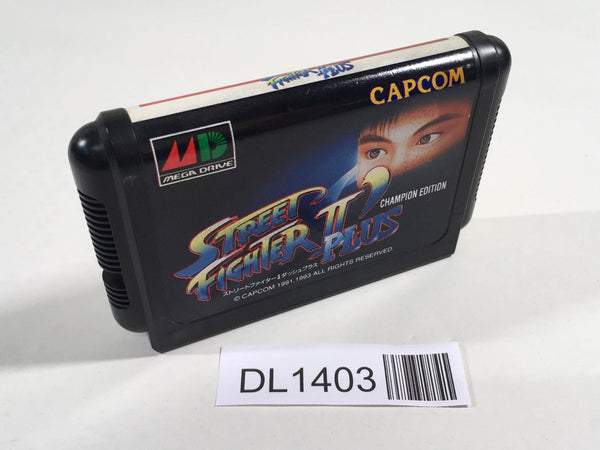 STREET FIGHTER II' PLUS
CAPCOM
MD
MEGA DRIVE
STREET
FIGHTER II'
PLUS
CHAMPION EDITION
ストリートファイターⅡダッシュプラス
© CAPCOM 1991,1993 ALL RIGHTS RESERVED.
DL1403